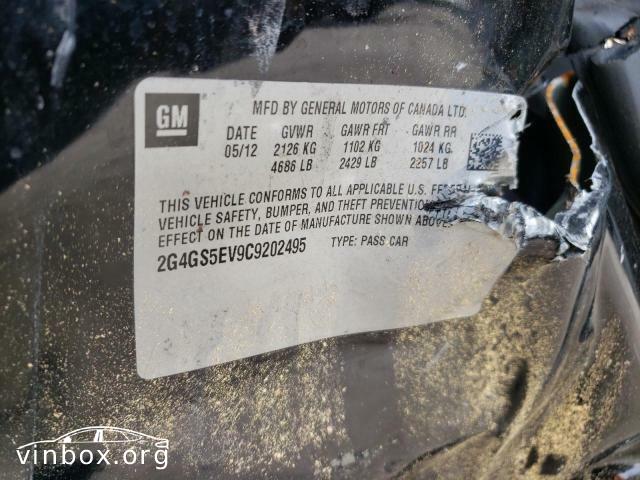 GM
MFD BY GENERAL MOTORS OF CANADA LTD.
DATE GVWR GAWR FRT GAWR RR
05/12 2126 KG 1102 KG 1024 KG
4686 LB 2429 LB 2257 LB
THIS VEHICLE CONFORMS TO ALL APPLICABLE U.S.
VEHICLE SAFETY, BUMPER, AND THEFT PREVENTION
EFFECT ON THE DATE OF MANUFACTURE SHOWN ABOVE
2G4GS5EV9C9202495 TYPE: PASS CAR
vinbox.org